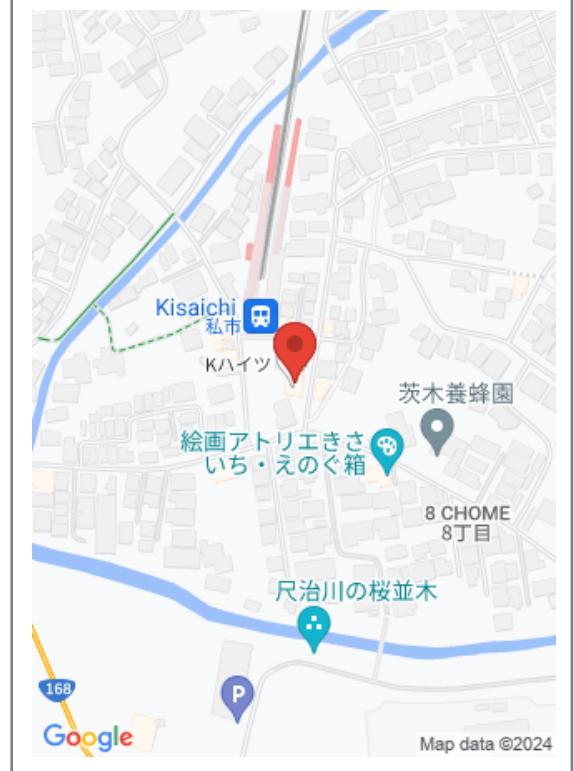 Kisaichi
私市
Kハイツ
茨木養蜂園
絵画アトリエきさ
いち・えのぐ箱
8 CHOME
8丁目
尺治川の桜並木
168
P
Google
Map data ©2024